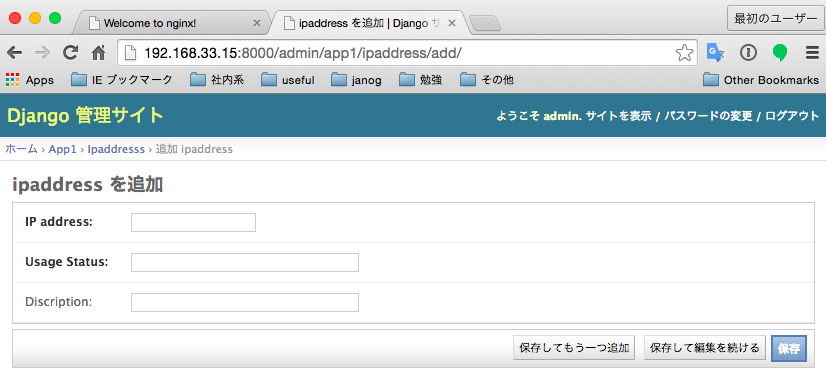 最初のユーザー
Welcome to nginx!
ipaddress を追加 | Django サ
192.168.33.15:8000/admin/app1/ipaddress/add/
Apps IE ブックマーク 社内系 useful janog 勉強 その他 Other Bookmarks
Django 管理サイト
ようこそ admin. サイトを表示 / パスワードの変更 / ログアウト
ホーム › App1 › Ipaddresss › 追加 ipaddress
ipaddress を追加
IP address:
Usage Status:
Discription:
保存してもう一つ追加 保存して編集を続ける 保存